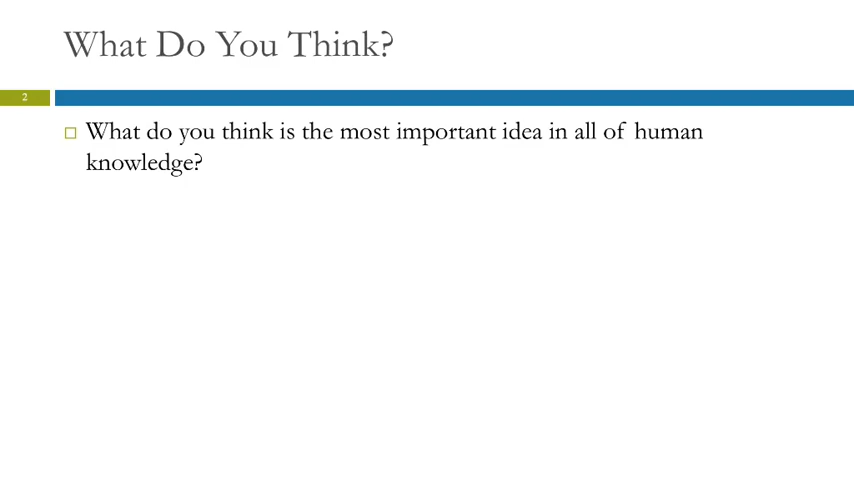 What Do You Think?
2
What do you think is the most important idea in all of human
knowledge?